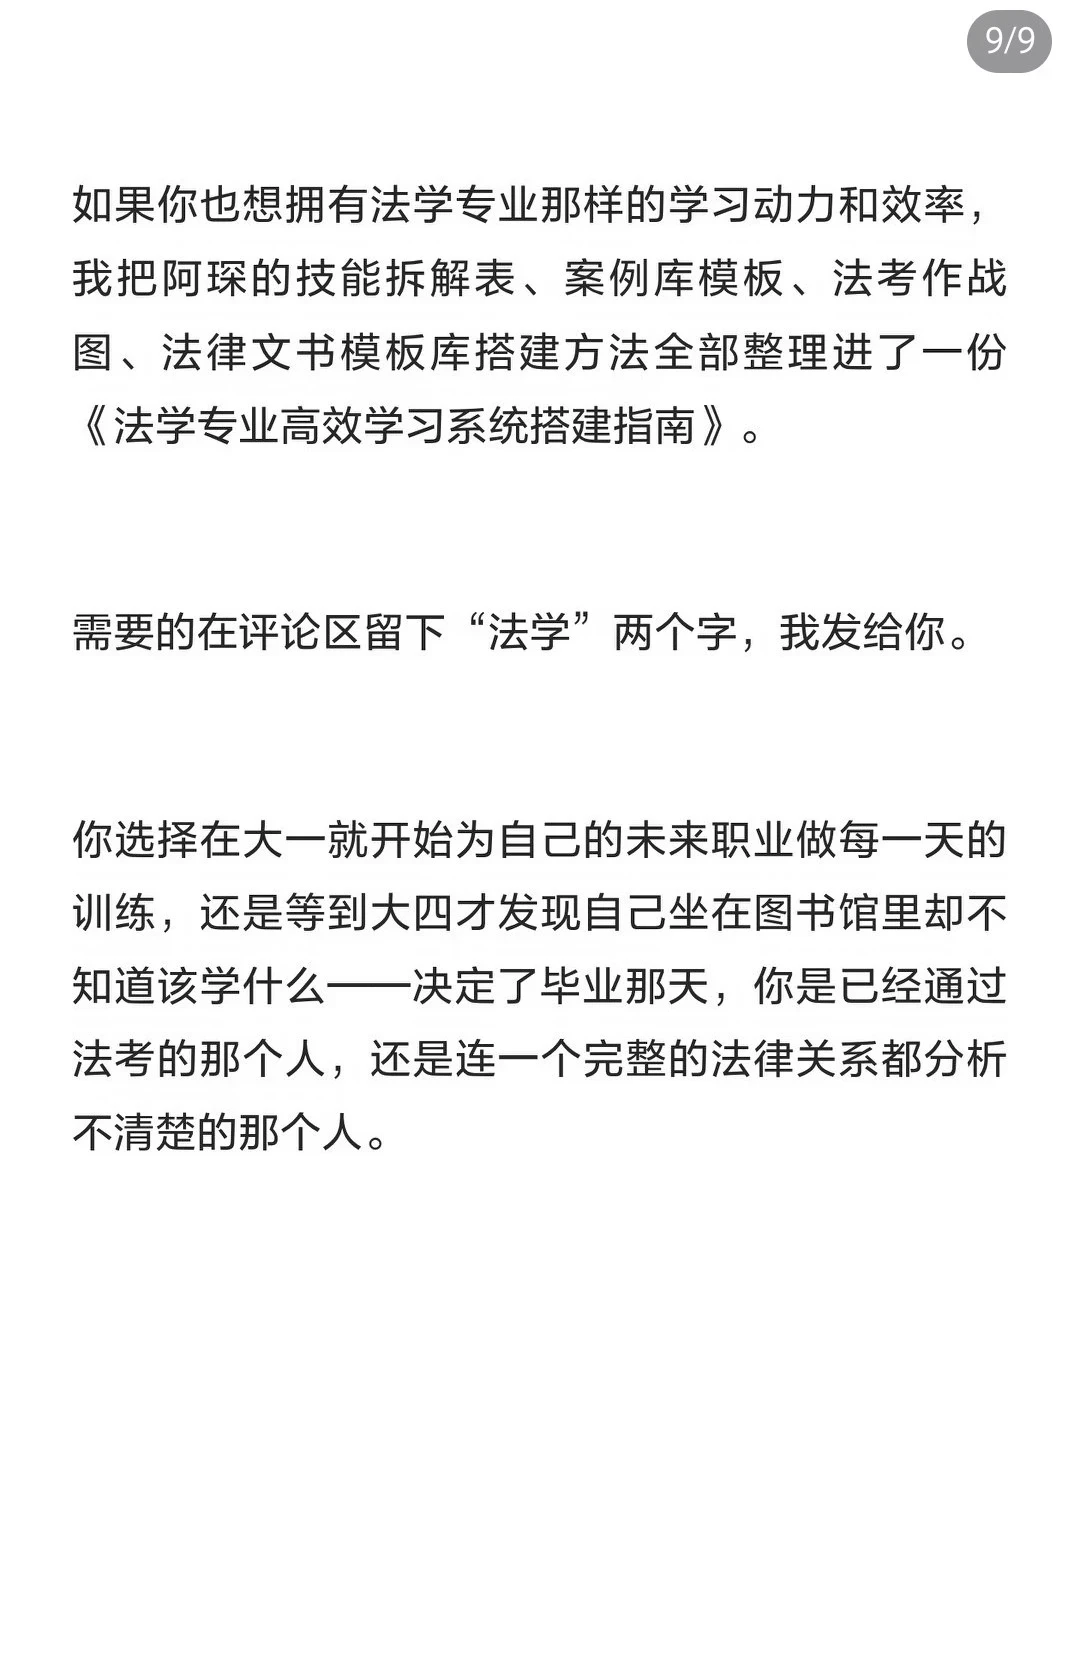 9/9
如果你也想拥有法学专业那样的学习动力和效率，
我把阿琛的技能拆解表、案例库模板、法考作战
图、法律文书模板库搭建方法全部整理进了一份
《法学专业高效学习系统搭建指南》。
需要的在评论区留下“法学”两个字，我发给你。
你选择在大一就开始为自己的未来职业做每一天的
训练，还是等到大四才发现自己坐在图书馆里却不
知道该学什么——决定了毕业那天，你是已经通过
法考的那个人，还是连一个完整的法律关系都分析
不清楚的那个人。